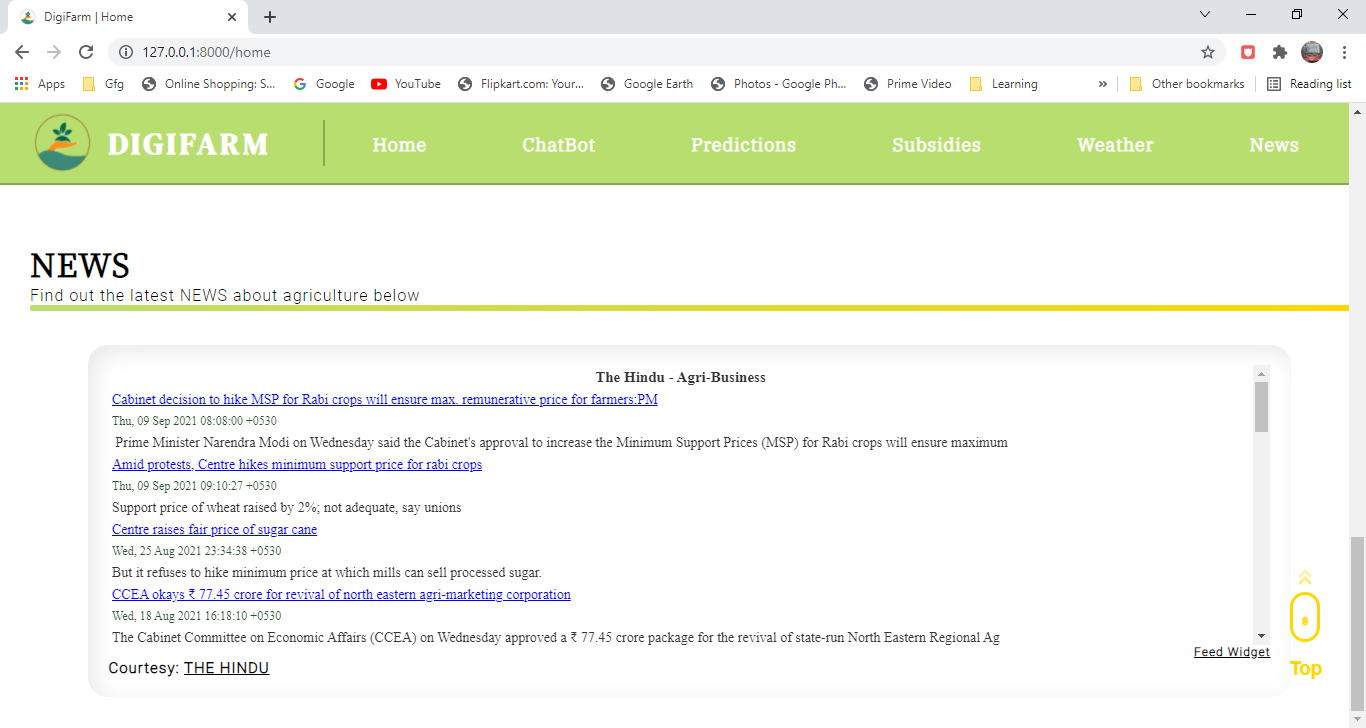 DigiFarm | Home
127.0.0.1:8000/home
Apps Gfg Online Shopping: S... Google YouTube Flipkart.com: Your... Google Earth Photos - Google Ph... Prime Video Learning » Other bookmarks Reading list
DIGIFARM Home ChatBot Predictions Subsidies Weather News
NEWS
Find out the latest NEWS about agriculture below
The Hindu - Agri-Business
Cabinet decision to hike MSP for Rabi crops will ensure max. remunerative price for farmers:PM
Thu, 09 Sep 2021 08:08:00 +0530
Prime Minister Narendra Modi on Wednesday said the Cabinet's approval to increase the Minimum Support Prices (MSP) for Rabi crops will ensure maximum
Amid protests, Centre hikes minimum support price for rabi crops
Thu, 09 Sep 2021 09:10:27 +0530
Support price of wheat raised by 2%; not adequate, say unions
Centre raises fair price of sugar cane
Wed, 25 Aug 2021 23:34:38 +0530
But it refuses to hike minimum price at which mills can sell processed sugar.
CCEA okays ₹ 77.45 crore for revival of north eastern agri-marketing corporation
Wed, 18 Aug 2021 16:18:10 +0530
The Cabinet Committee on Economic Affairs (CCEA) on Wednesday approved a ₹ 77.45 crore package for the revival of state-run North Eastern Regional Ag
Feed Widget
Courtesy: THE HINDU
Top